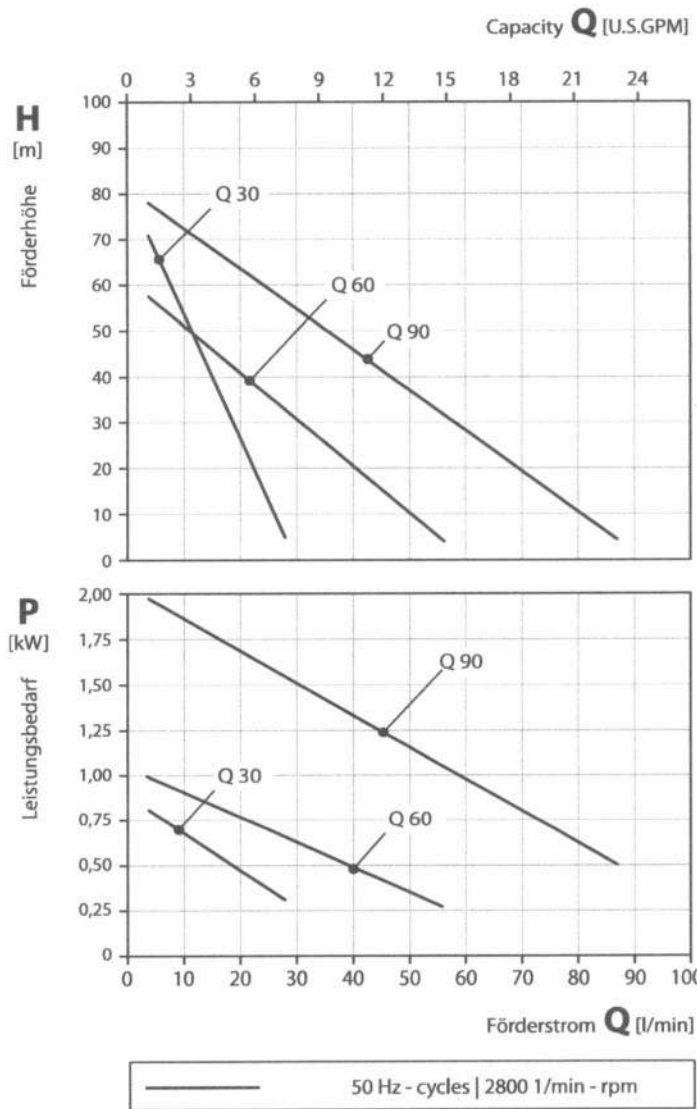 Capacity Q [U.S.GPM]
0 3 6 9 12 15 18 21 24
H
[m]
Förderhöhe
100
90
80
70
60
50
40
30
20
10
0
Q 30
Q 60
Q 90
P
[kW]
Leistungsbedarf
2,00
1,75
1,50
1,25
1,00
0,75
0,50
0,25
0
Q 90
Q 30
Q 60
0 10 20 30 40 50 60 70 80 90 100
Förderstrom Q [l/min]
50 Hz - cycles | 2800 1/min - rpm